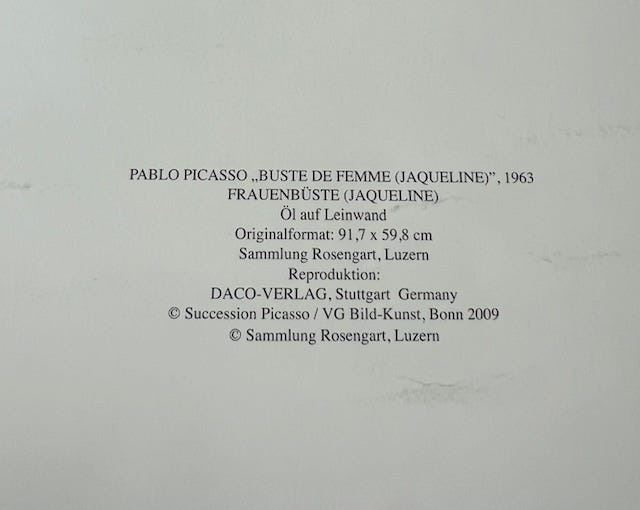 PABLO PICASSO „BUSTE DE FEMME (JAQUELINE)”, 1963
FRAUENBÜSTE (JAQUELINE)
Öl auf Leinwand
Originalformat: 91,7 x 59,8 cm
Sammlung Rosengart, Luzern
Reproduktion:
DACO-VERLAG, Stuttgart Germany
© Succession Picasso / VG Bild-Kunst, Bonn 2009
© Sammlung Rosengart, Luzern